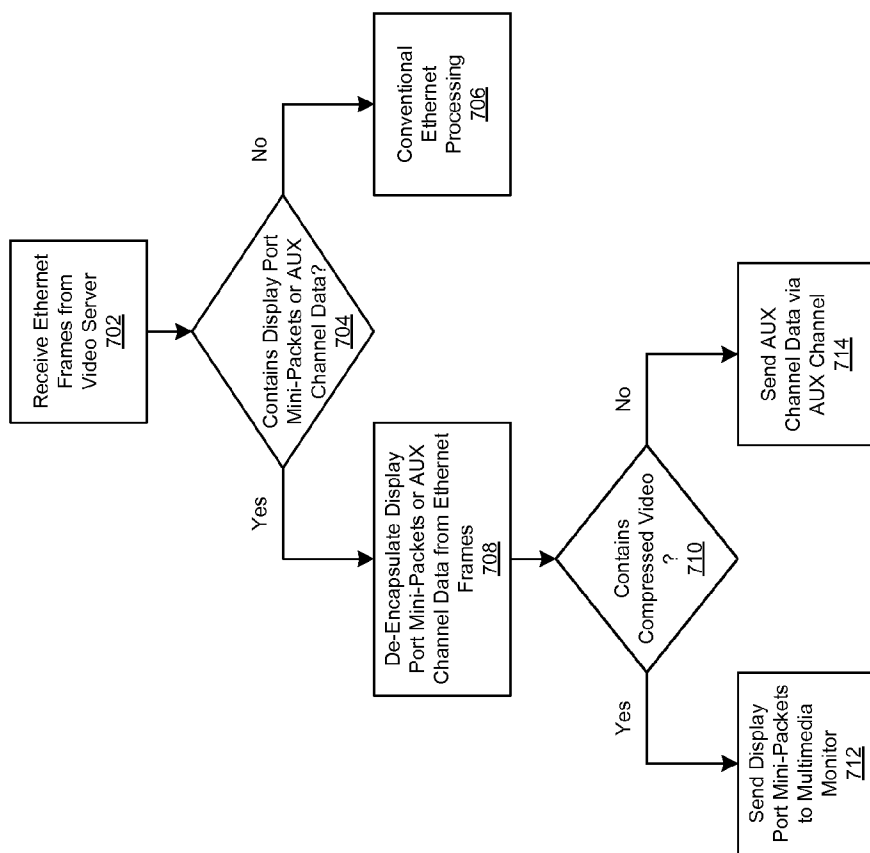 Receive Ethernet
Frames from
Video Server
702
Contains Display Port
Mini-Packets or AUX
Channel Data?
704
No
Conventional
Ethernet
Processing
706
Yes
De-Encapsulate Display
Port Mini-Packets or AUX
Channel Data from Ethernet
Frames
708
Contains
Compressed Video
?
710
Yes
Send Display
Port Mini-Packets
to Multimedia
Monitor
712
No
Send AUX
Channel Data via
AUX Channel
714